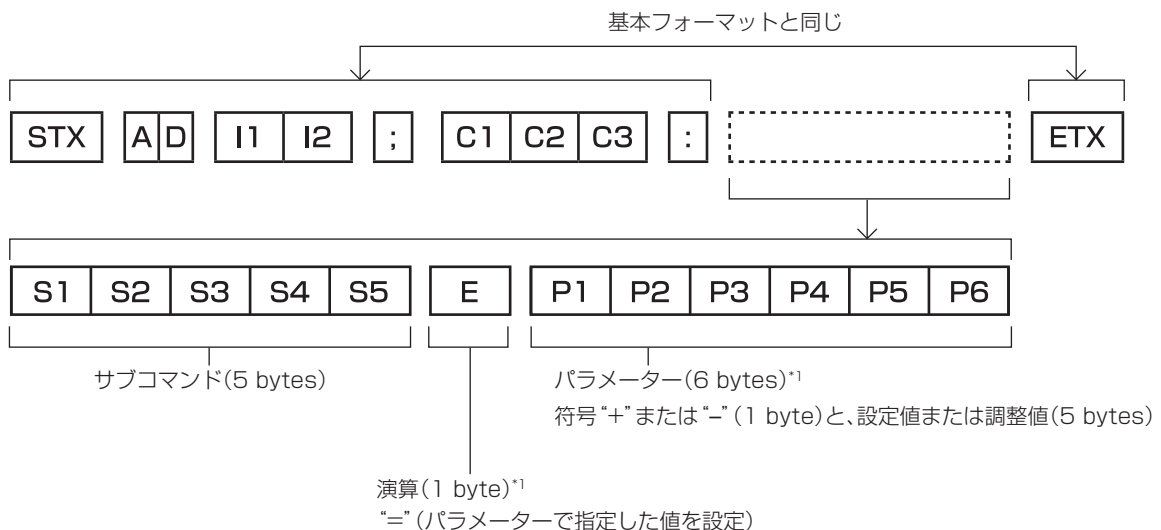 基本フォーマットと同じ
STX A D I1 I2 ; C1 C2 C3 : ETX
S1 S2 S3 S4 S5 E P1 P2 P3 P4 P5 P6
サブコマンド(5 bytes)
パラメーター(6 bytes)*1
符号“+”または“–”(1 byte)と、設定値または調整値(5 bytes)
演算(1 byte)*1
“=”(パラメーターで指定した値を設定)